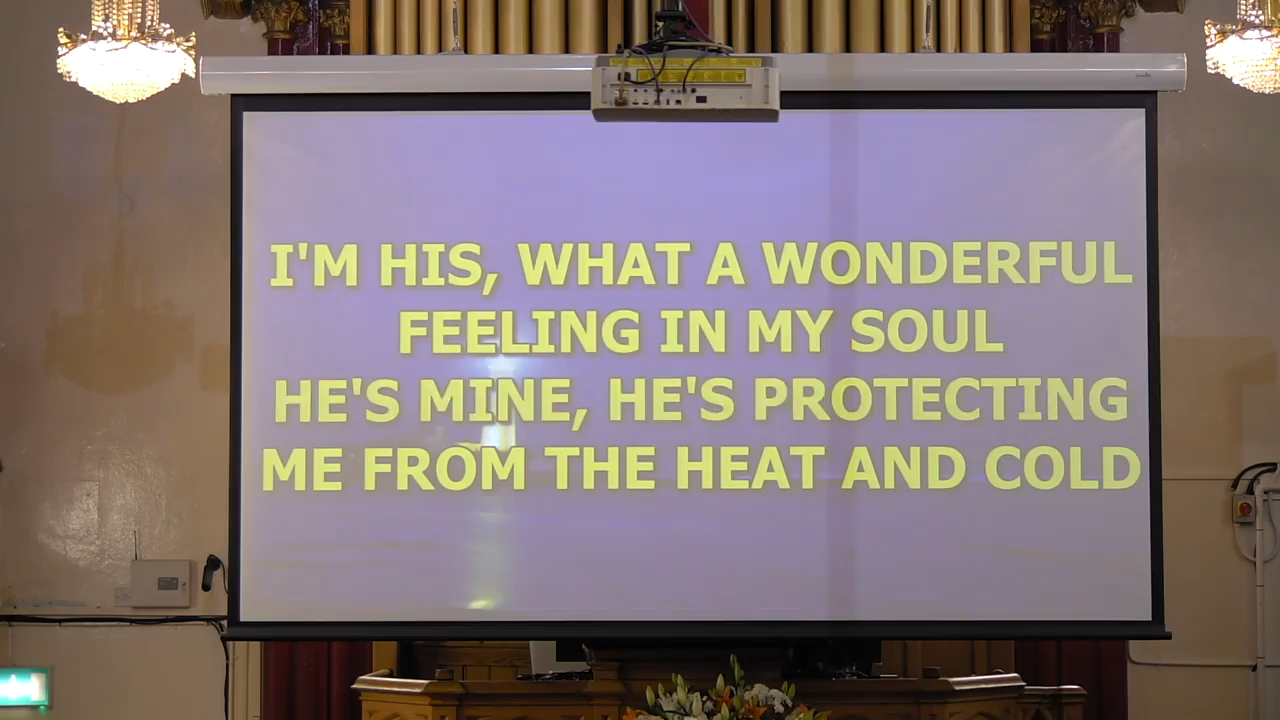 I'M HIS, WHAT A WONDERFUL
FEELING IN MY SOUL
HE'S MINE, HE'S PROTECTING
ME FROM THE HEAT AND COLD